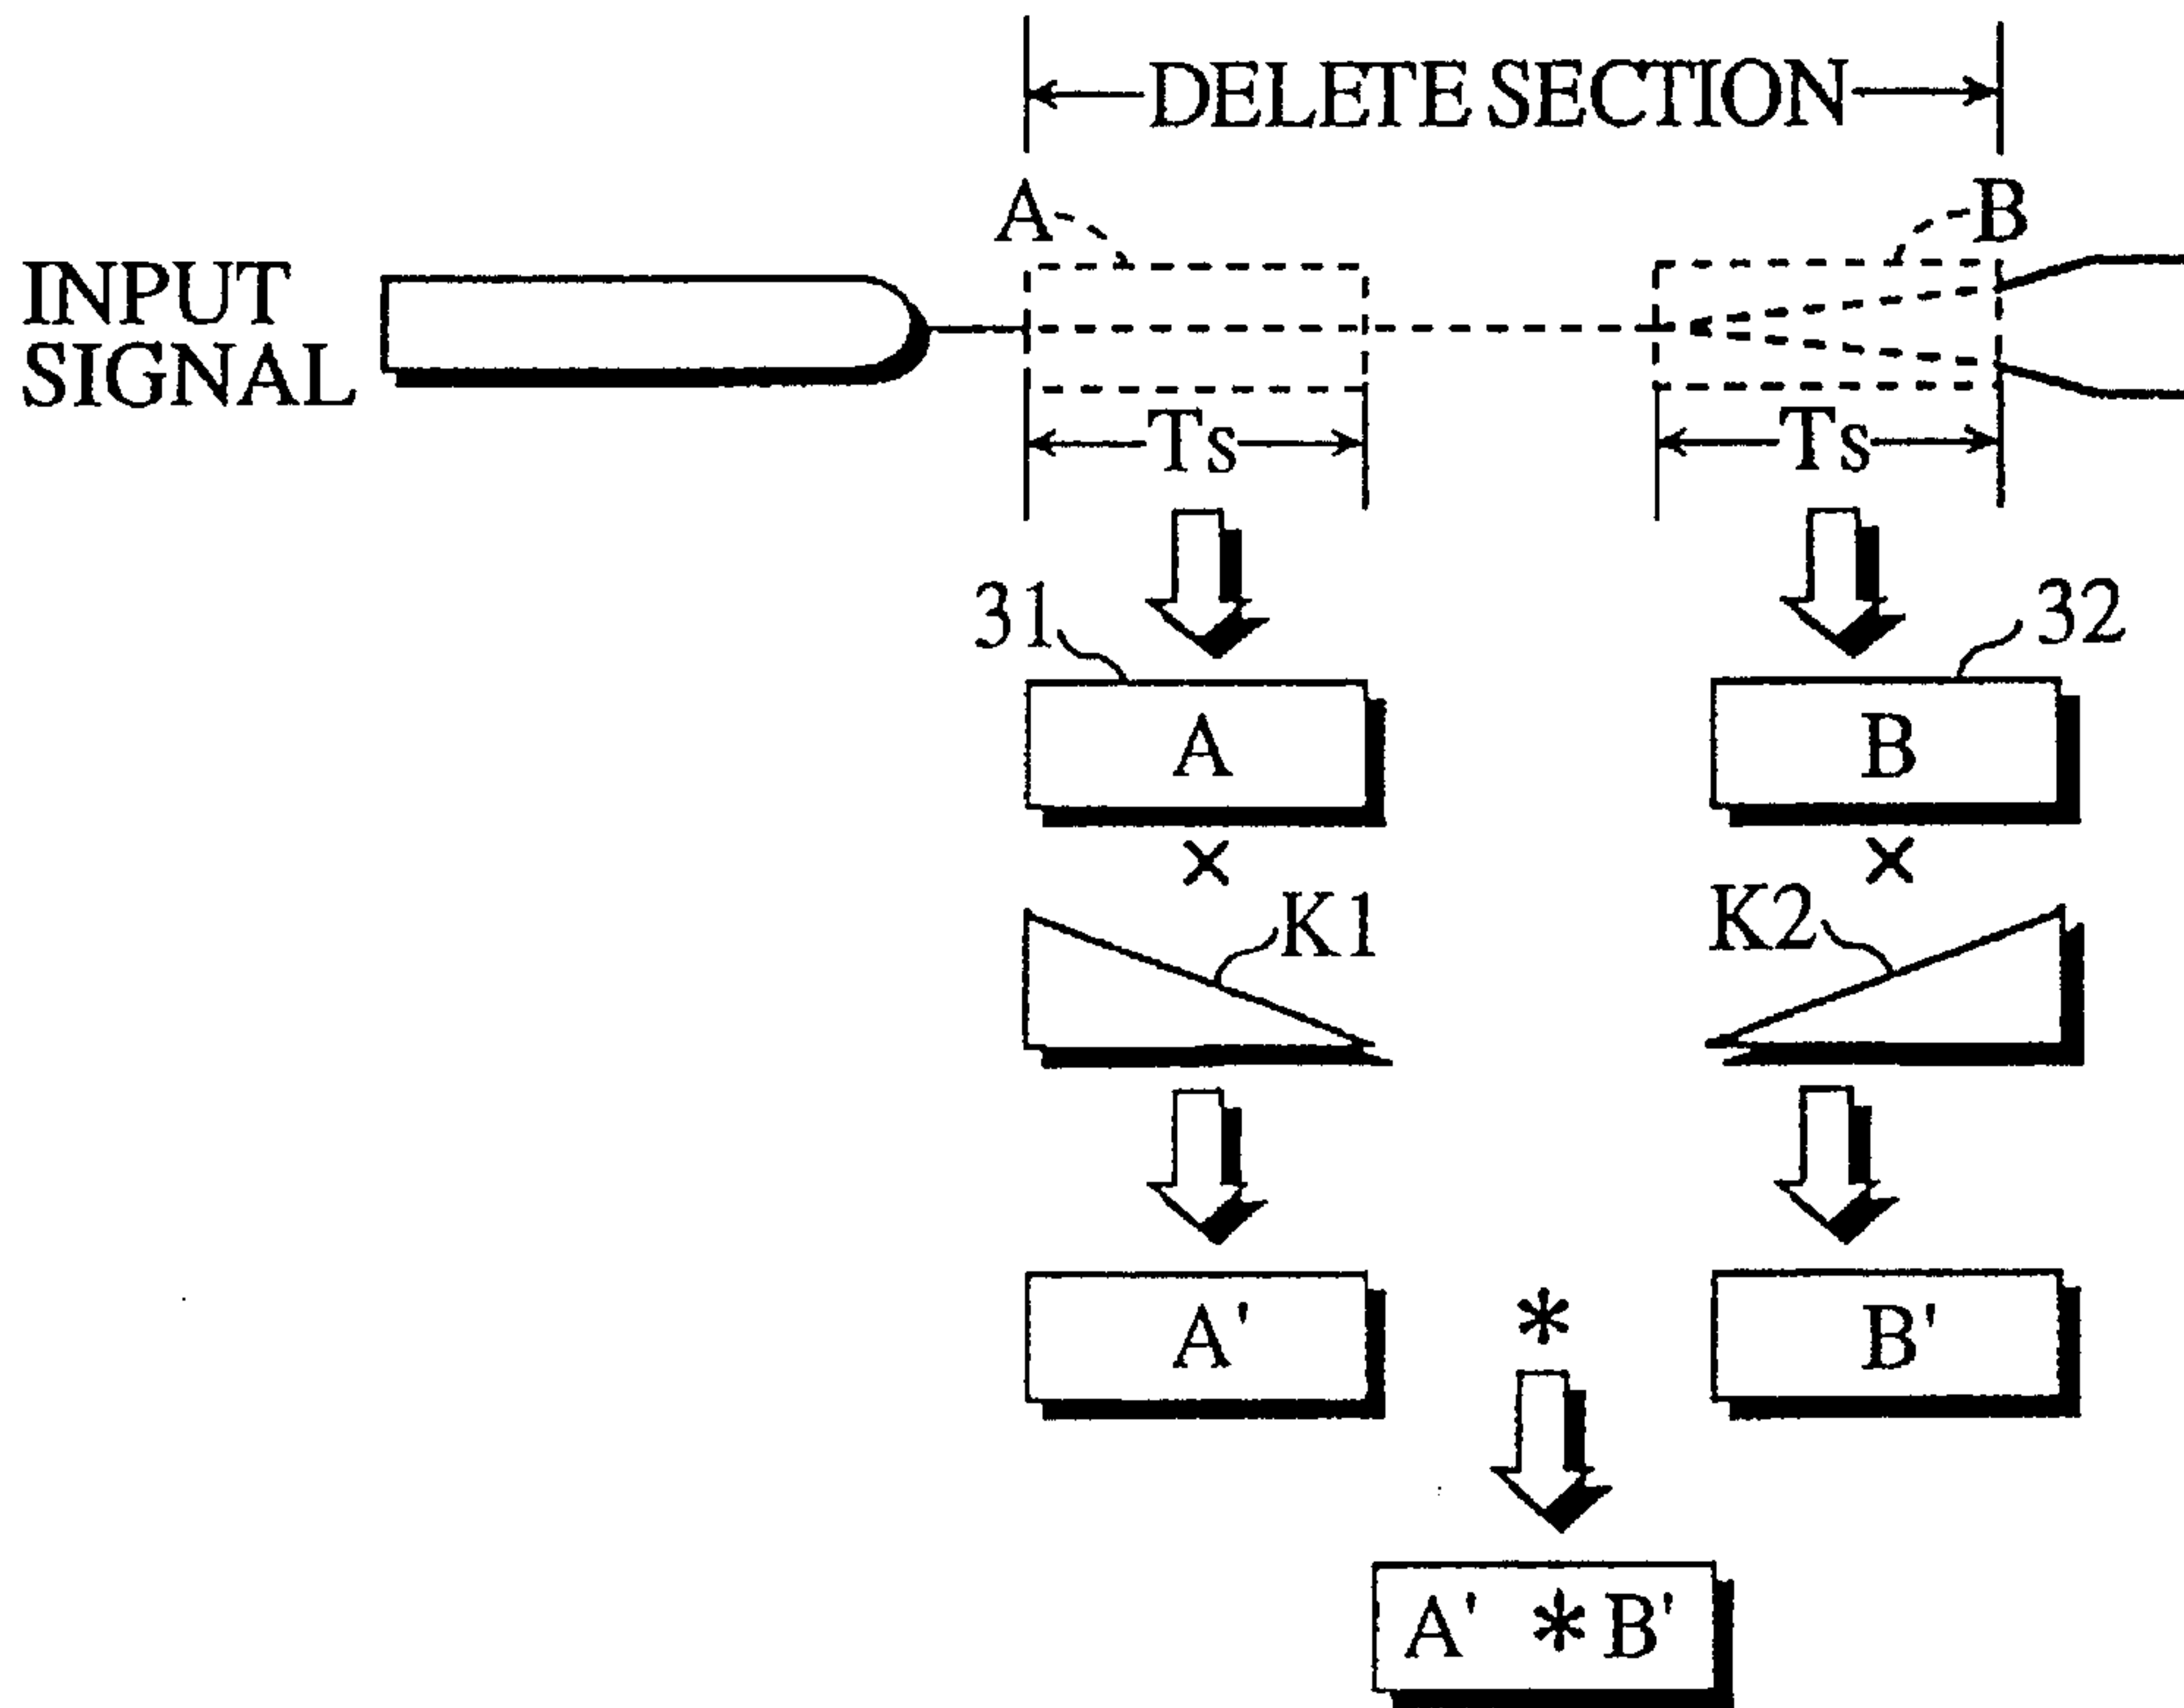 DELETE SECTION
A B
INPUT
SIGNAL
Ts Ts
31 32
A B
× ×
K1 K2
A' * B'
A' * B'